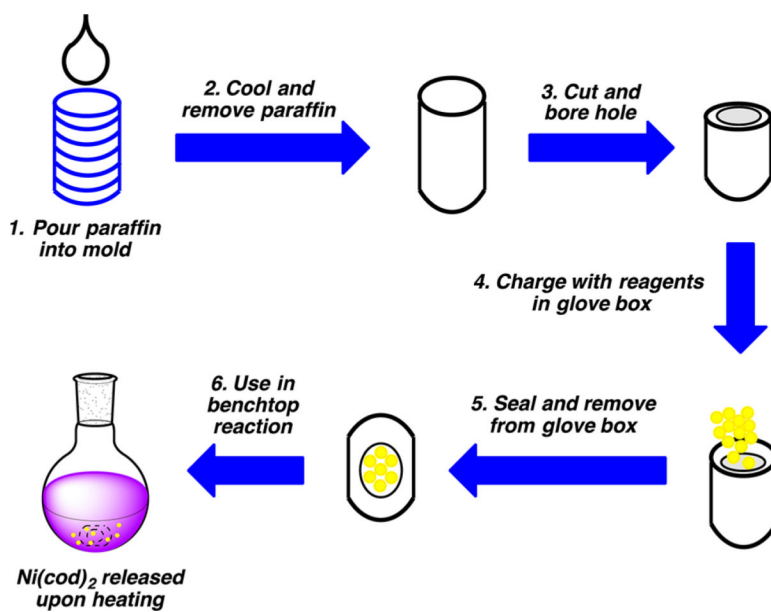 1. Pour paraffin
into mold
2. Cool and
remove paraffin
3. Cut and
bore hole
4. Charge with reagents
in glove box
5. Seal and remove
from glove box
6. Use in
benchtop
reaction
Ni(cod)₂ released
upon heating